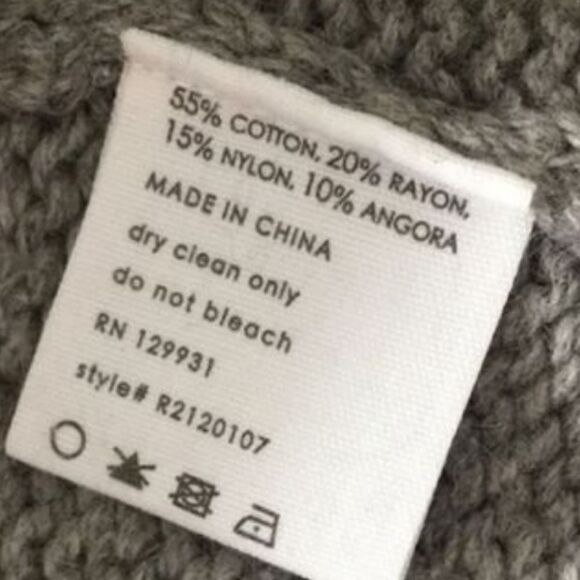 55% COTTON, 20% RAYON,
15% NYLON, 10% ANGORA
MADE IN CHINA
dry clean only
do not bleach
RN 129931
style# R2120107